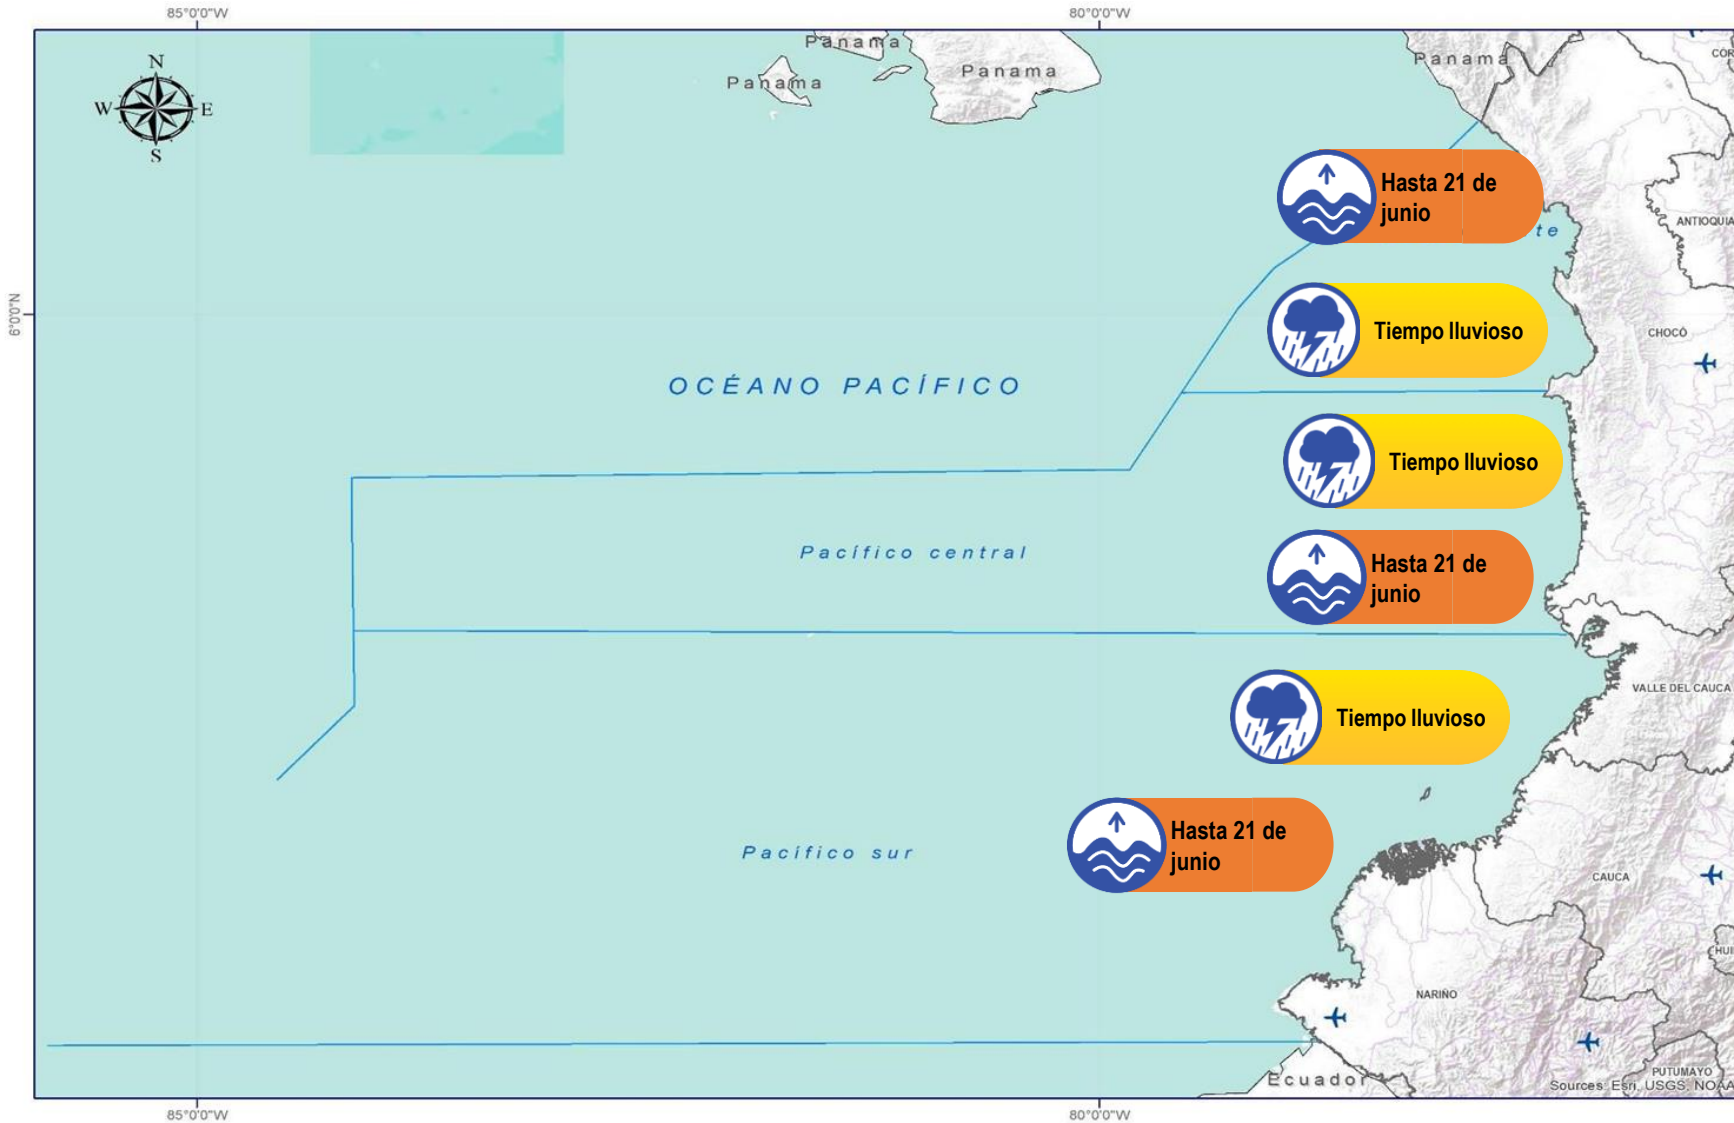 85°0'0"W
80°0'0"W
Panama
Panama
Panama
Panama
N
W
E
S
6°0'0"N
Hasta 21 de
junio
te
ANTIOQUIA
Tiempo lluvioso
CHOCÓ
OCÉANO PACÍFICO
Tiempo lluvioso
Pacífico central
Hasta 21 de
junio
VALLE DEL CAUCA
Tiempo lluvioso
Hasta 21 de
junio
Pacífico sur
CAUCA
HUI
NARIÑO
PUTUMAYO
Ecuador
Sources: Esri, USGS, NOAA
85°0'0"W
80°0'0"W